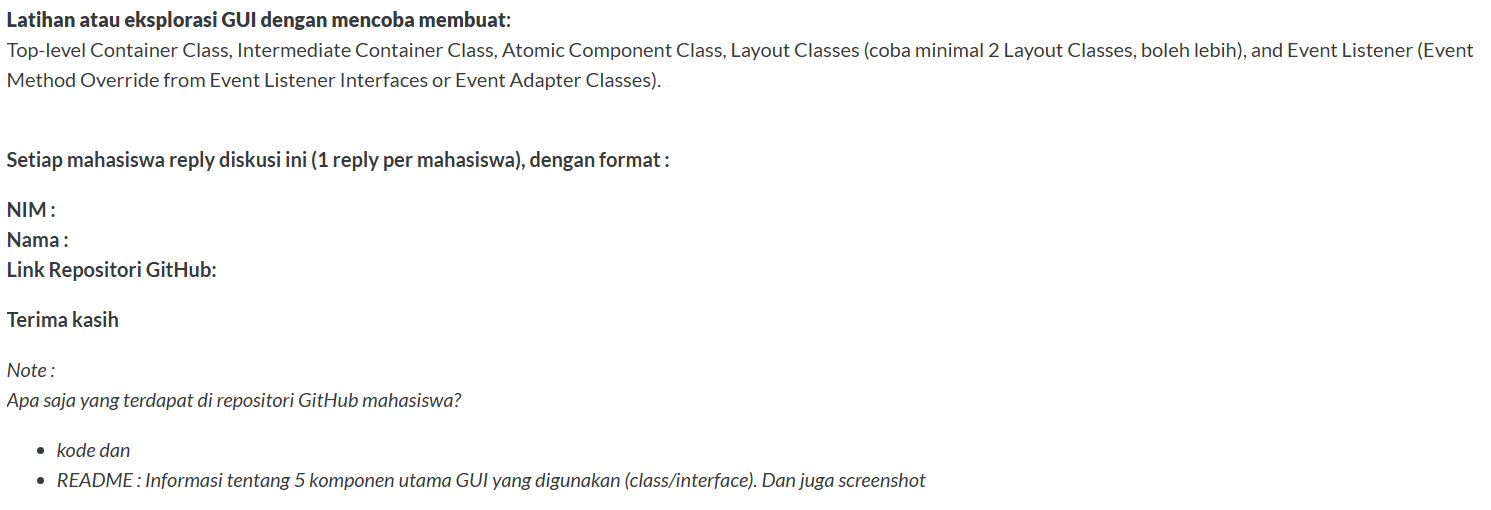 Latihan atau eksplorasi GUI dengan mencoba membuat:
Top-level Container Class, Intermediate Container Class, Atomic Component Class, Layout Classes (coba minimal 2 Layout Classes, boleh lebih), and Event Listener (Event
Method Override from Event Listener Interfaces or Event Adapter Classes).
Setiap mahasiswa reply diskusi ini (1 reply per mahasiswa), dengan format :
NIM :
Nama :
Link Repositori GitHub:
Terima kasih
Note :
Apa saja yang terdapat di repositori GitHub mahasiswa?
• kode dan
• README : Informasi tentang 5 komponen utama GUI yang digunakan (class/interface). Dan juga screenshot